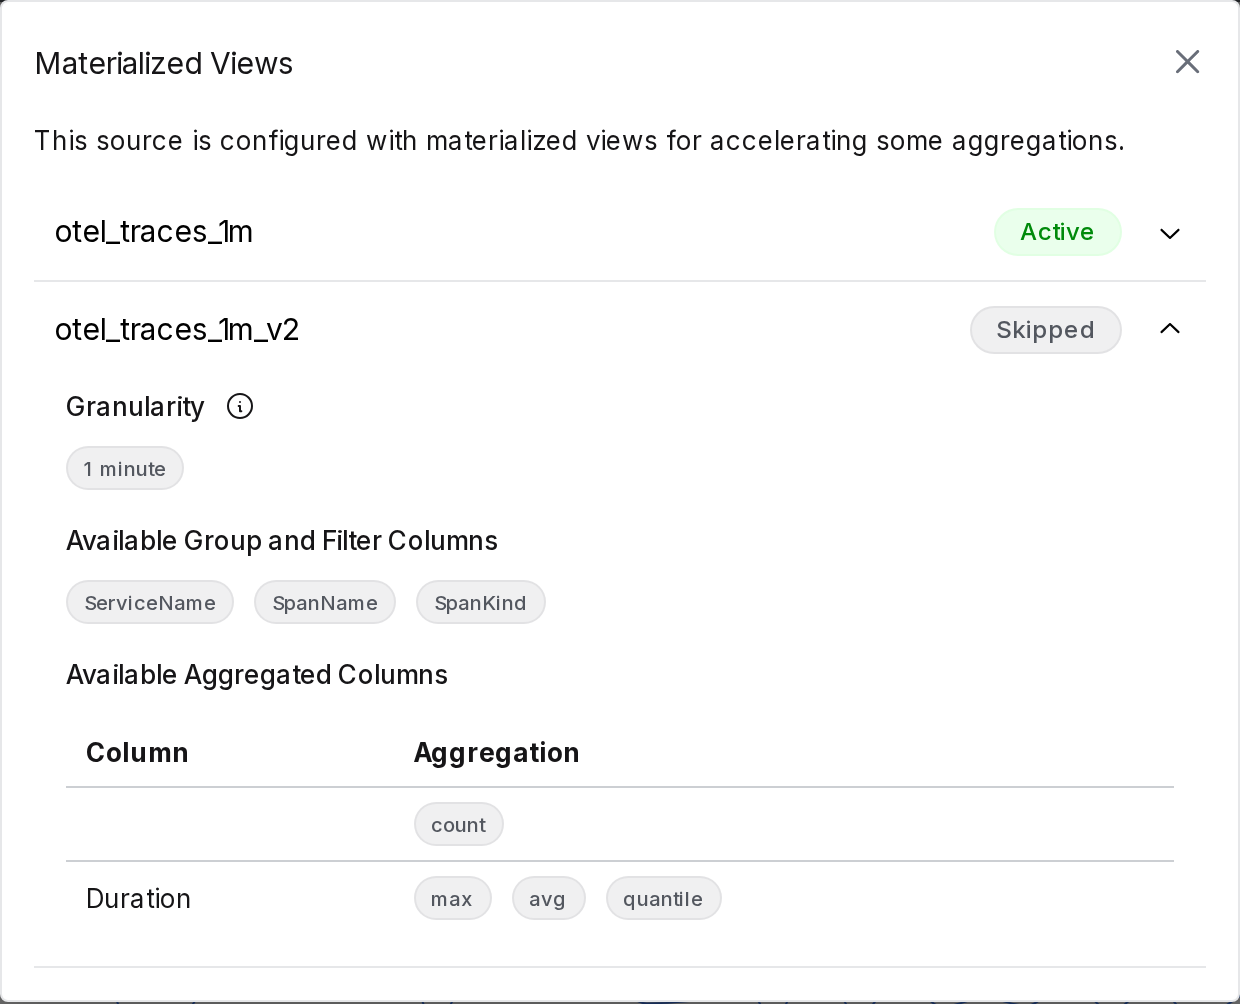 Materialized Views
This source is configured with materialized views for accelerating some aggregations.
otel_traces_1m Active
otel_traces_1m_v2 Skipped
Granularity
1 minute
Available Group and Filter Columns
ServiceName SpanName SpanKind
Available Aggregated Columns
Column Aggregation
count
Duration max avg quantile